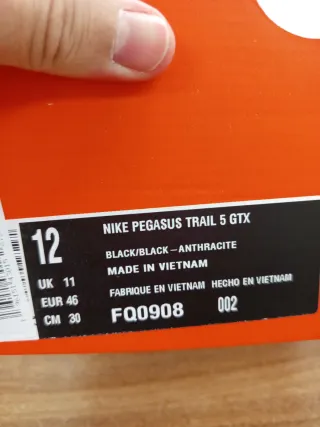 12
NIKE PEGASUS TRAIL 5 GTX
BLACK/BLACK–ANTHRACITE
MADE IN VIETNAM
UK 11
FABRIQUE EN VIETNAM HECHO EN VIETNAM
EUR 46
CM 30
FQ0908 002